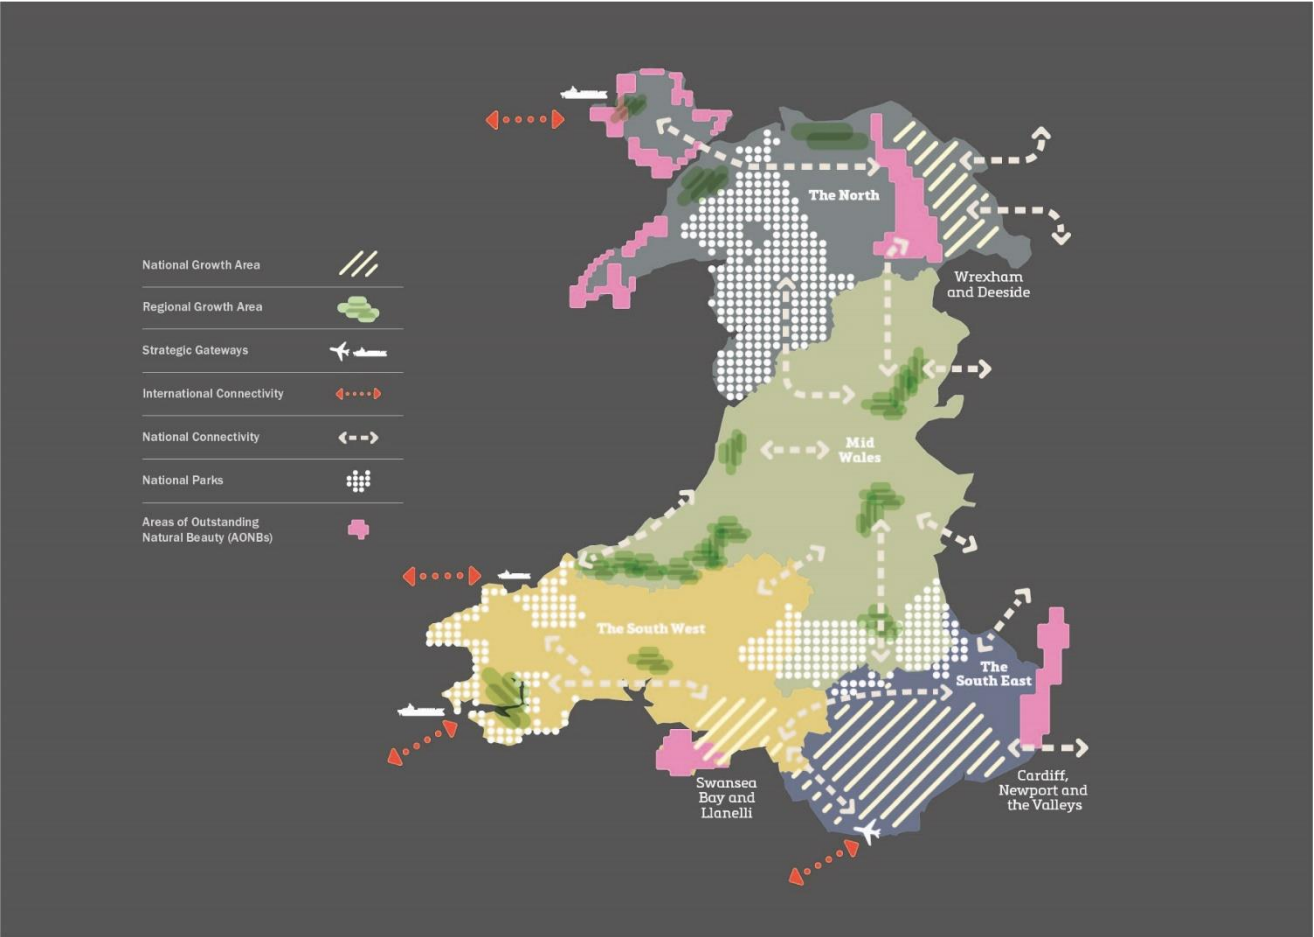 National Growth Area
Regional Growth Area
Strategic Gateways
International Connectivity
National Connectivity
National Parks
Areas of Outstanding
Natural Beauty (AONBs)
The North
Wrexham
and Deeside
Mid
Wales
The South West
The
South East
Swansea
Bay and
Llanelli
Cardiff,
Newport and
the Valleys